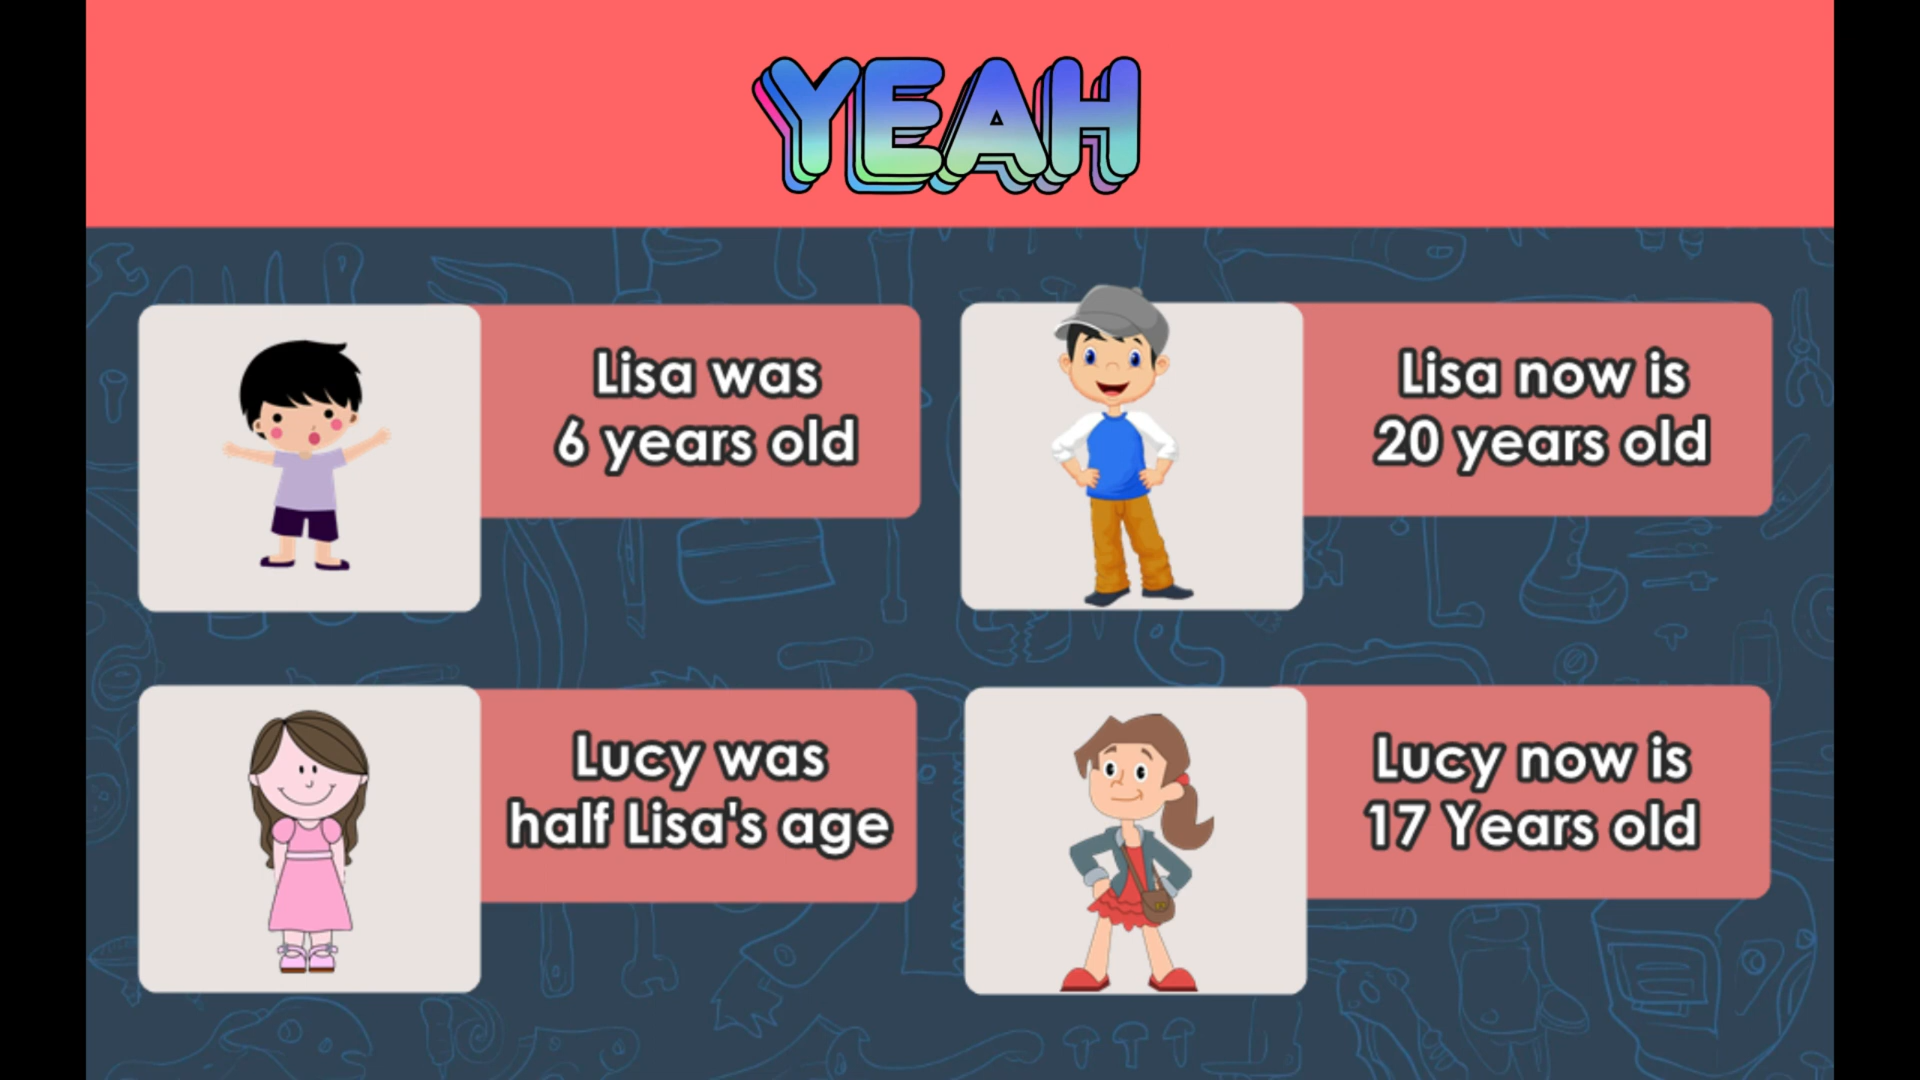 YEAH
Lisa was
6 years old
Lisa now is
20 years old
Lucy was
half Lisa's age
Lucy now is
17 Years old